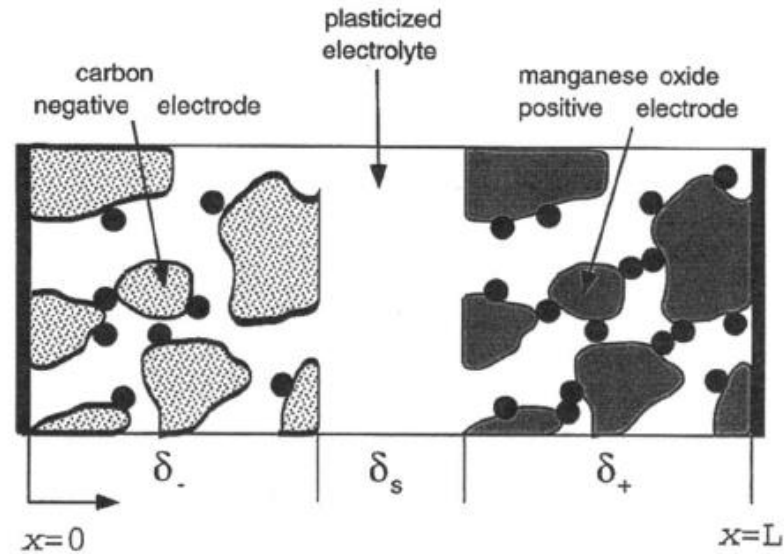 plasticized
electrolyte
carbon
negative electrode
manganese oxide
positive electrode
δ₋ δₛ δ₊
x=0 x=L